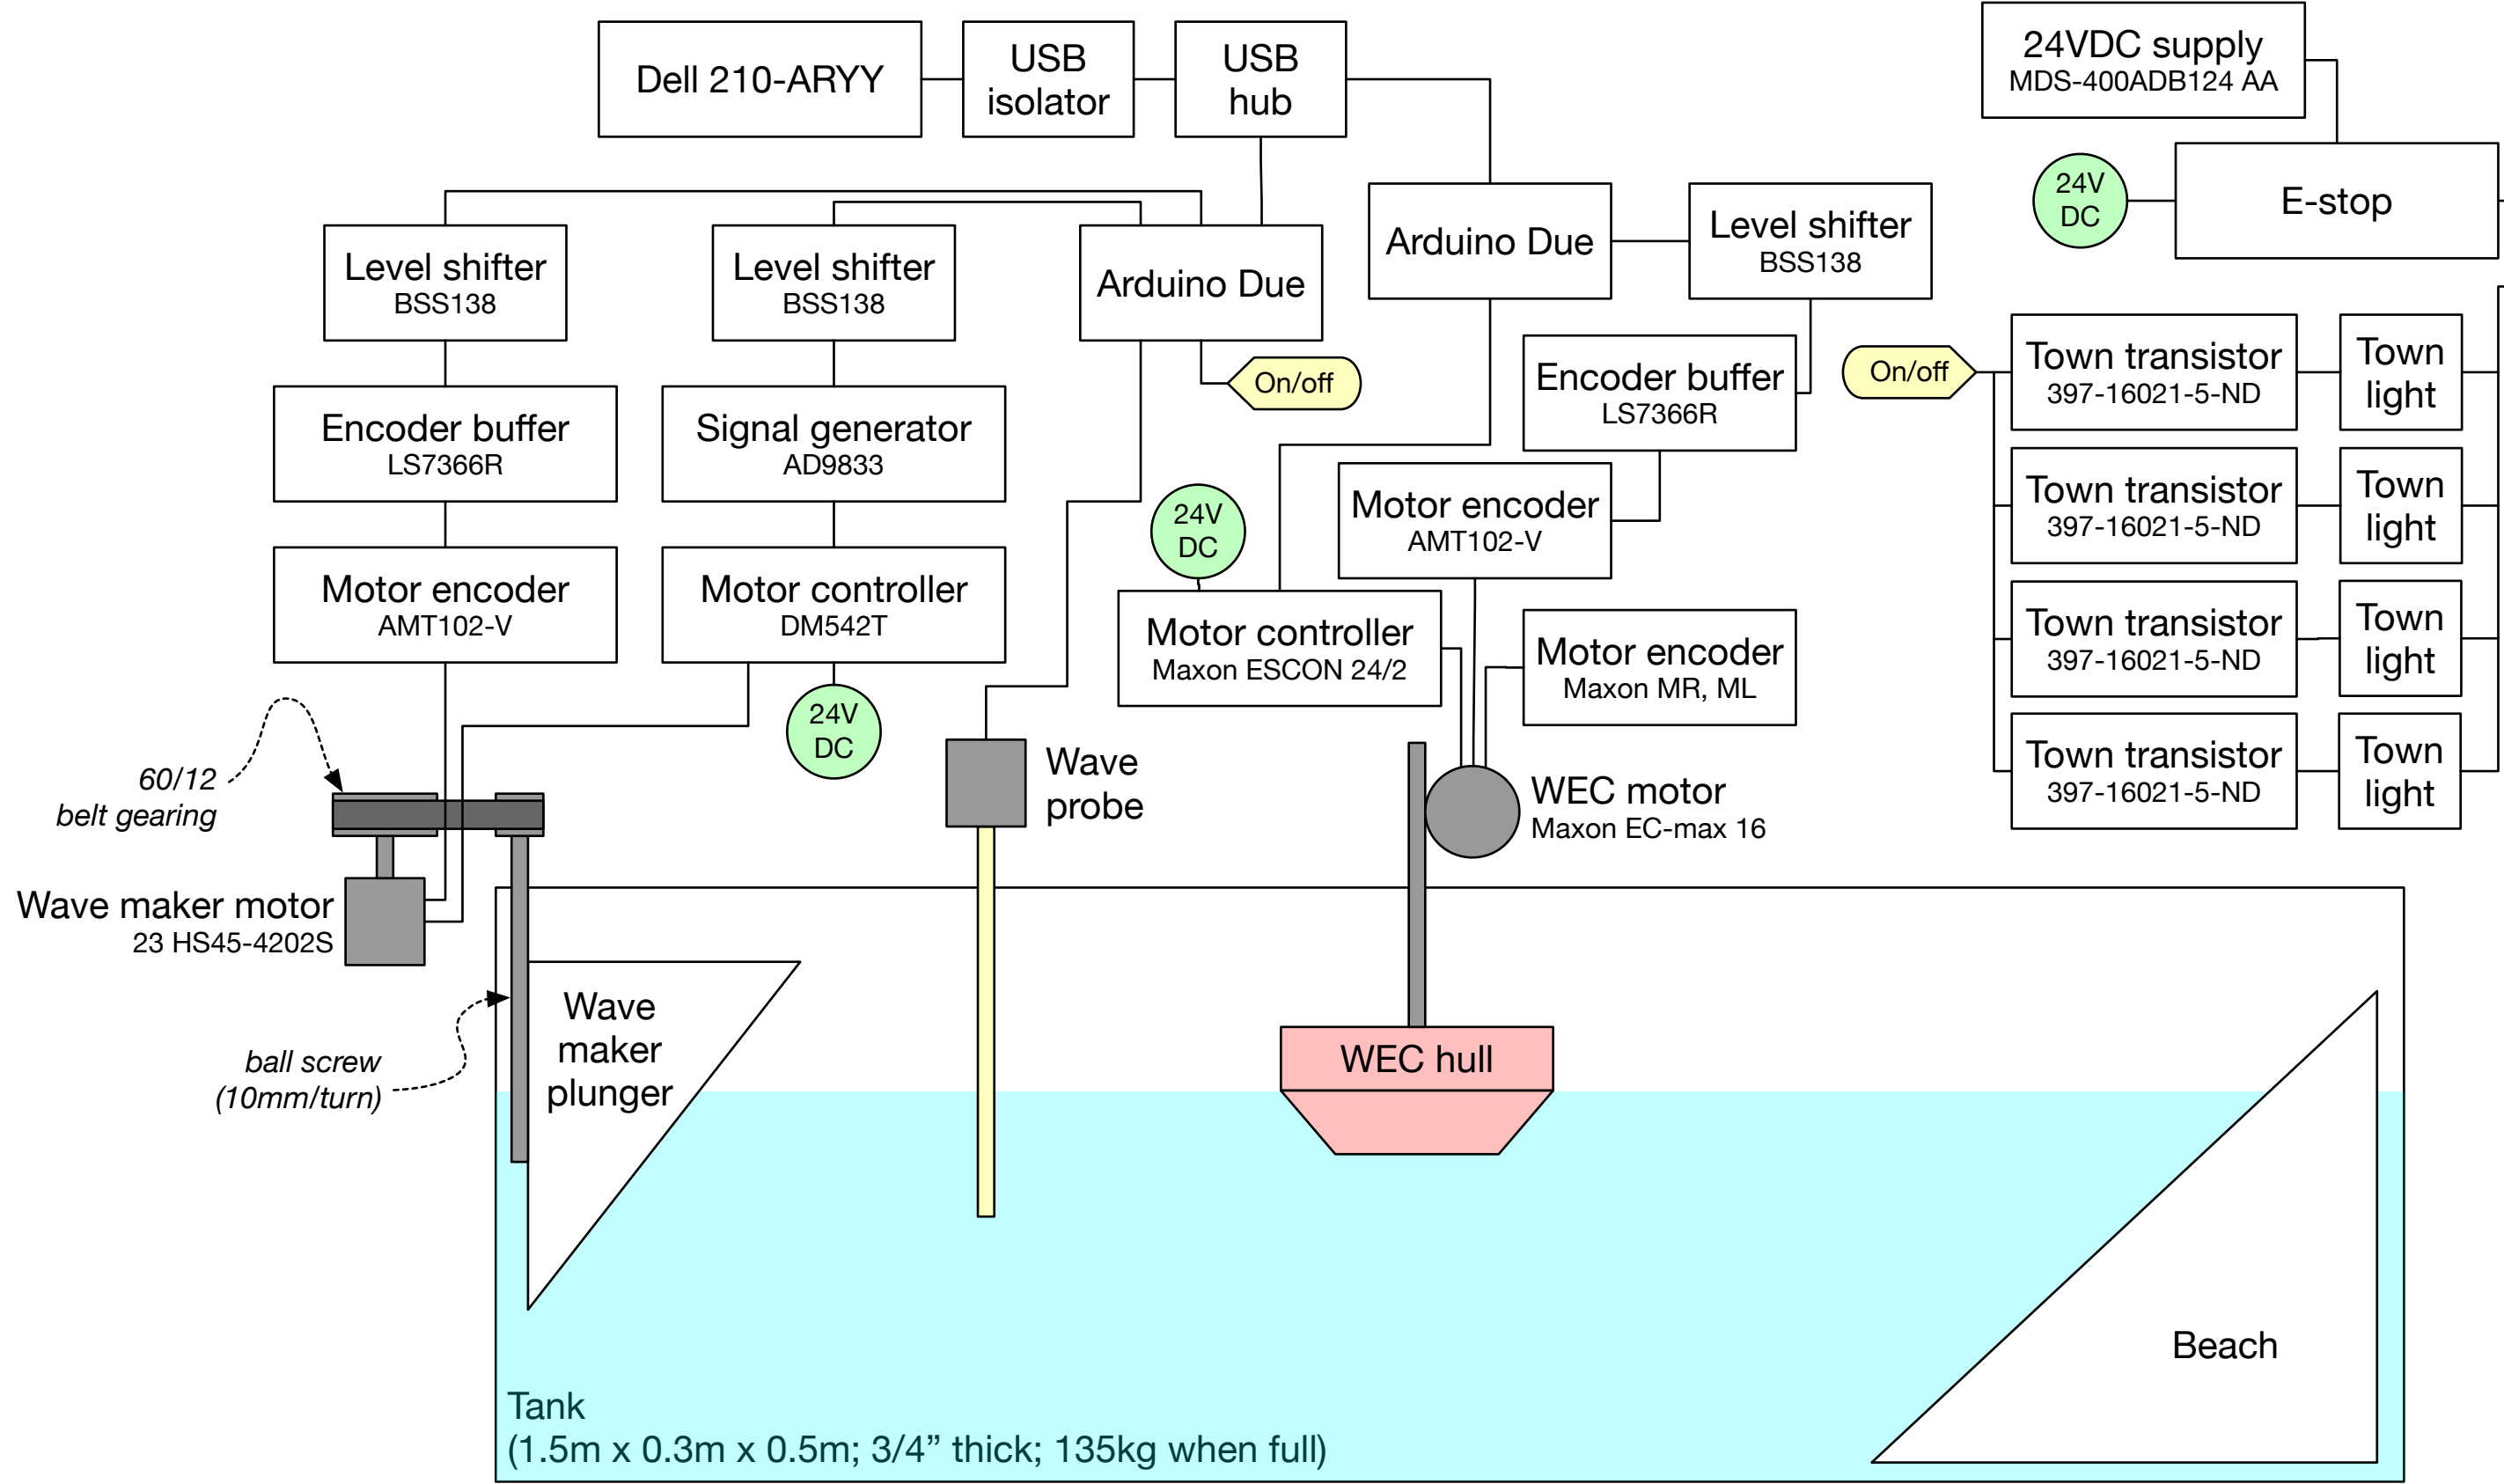 Dell 210-ARYY
USB
isolator
USB
hub
24VDC supply
MDS-400ADB124 AA
24V
DC
E-stop
Level shifter
BSS138
Level shifter
BSS138
Arduino Due
Arduino Due
Level shifter
BSS138
On/off
Encoder buffer
LS7366R
Signal generator
AD9833
Encoder buffer
LS7366R
On/off
Town transistor
397-16021-5-ND
Town
light
Town transistor
397-16021-5-ND
Town
light
Town transistor
397-16021-5-ND
Town
light
Town transistor
397-16021-5-ND
Town
light
Motor encoder
AMT102-V
Motor controller
DM542T
24V
DC
24V
DC
Motor encoder
AMT102-V
Motor controller
Maxon ESCON 24/2
Motor encoder
Maxon MR, ML
60/12
belt gearing
Wave
probe
WEC motor
Maxon EC-max 16
Wave maker motor
23 HS45-4202S
Wave
maker
plunger
ball screw
(10mm/turn)
WEC hull
Beach
Tank
(1.5m x 0.3m x 0.5m; 3/4” thick; 135kg when full)